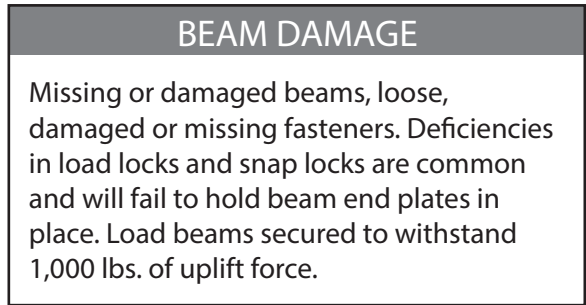 BEAM DAMAGE
Missing or damaged beams, loose,
damaged or missing fasteners. Deficiencies
in load locks and snap locks are common
and will fail to hold beam end plates in
place. Load beams secured to withstand
1,000 lbs. of uplift force.